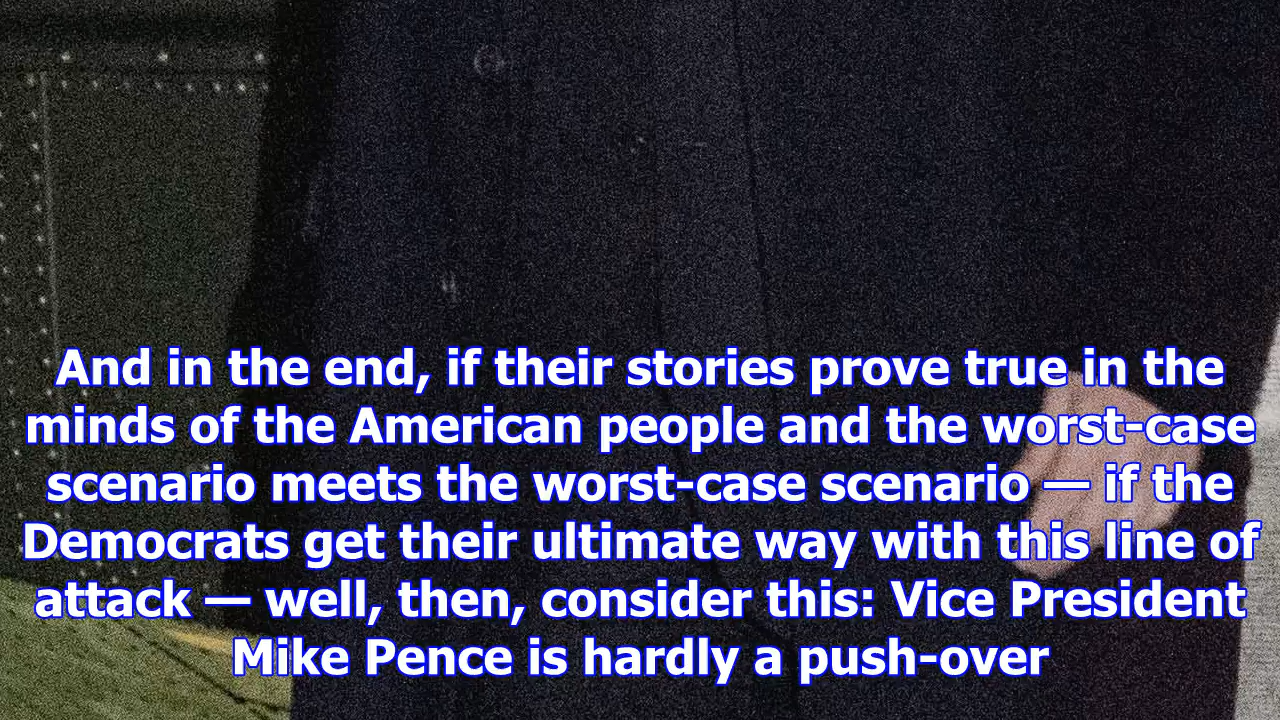 And in the end, if their stories prove true in the
minds of the American people and the worst-case
scenario meets the worst-case scenario — if the
Democrats get their ultimate way with this line of
attack — well, then, consider this: Vice President
Mike Pence is hardly a push-over